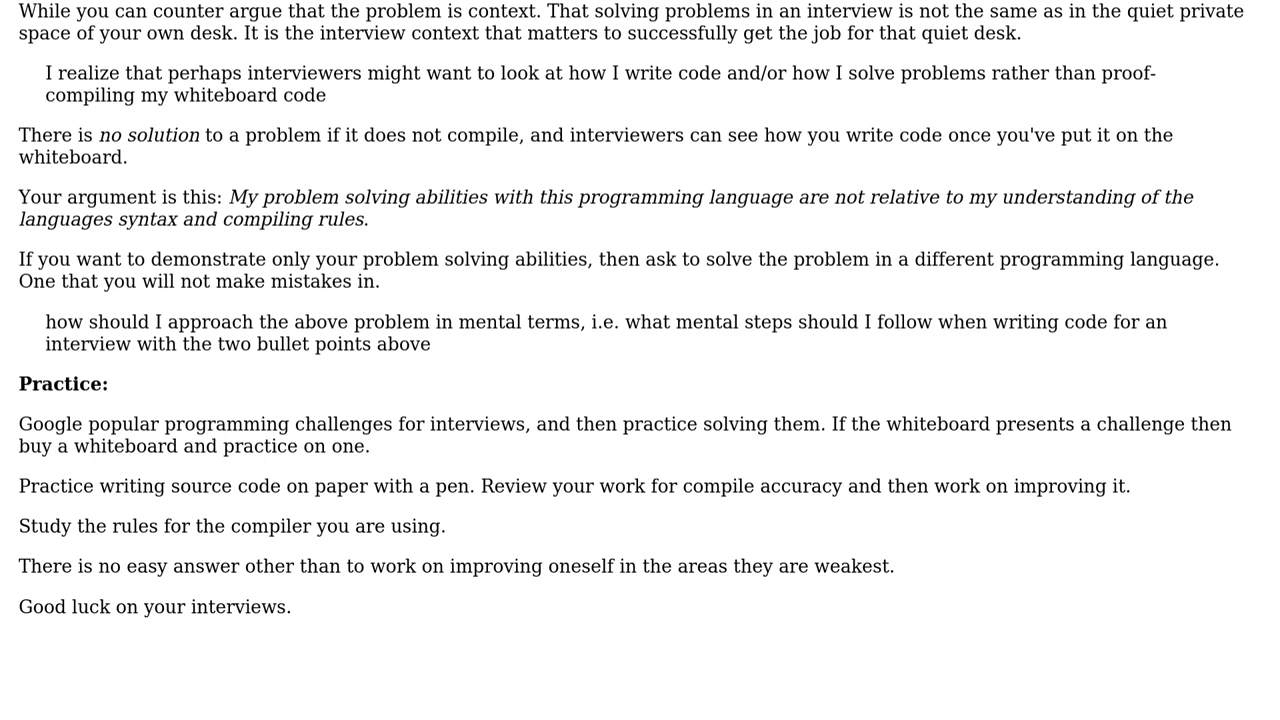 While you can counter argue that the problem is context. That solving problems in an interview is not the same as in the quiet private
space of your own desk. It is the interview context that matters to successfully get the job for that quiet desk.
I realize that perhaps interviewers might want to look at how I write code and/or how I solve problems rather than proof-
compiling my whiteboard code
There is no solution to a problem if it does not compile, and interviewers can see how you write code once you've put it on the
whiteboard.
Your argument is this: My problem solving abilities with this programming language are not relative to my understanding of the
languages syntax and compiling rules.
If you want to demonstrate only your problem solving abilities, then ask to solve the problem in a different programming language.
One that you will not make mistakes in.
how should I approach the above problem in mental terms, i.e. what mental steps should I follow when writing code for an
interview with the two bullet points above
Practice:
Google popular programming challenges for interviews, and then practice solving them. If the whiteboard presents a challenge then
buy a whiteboard and practice on one.
Practice writing source code on paper with a pen. Review your work for compile accuracy and then work on improving it.
Study the rules for the compiler you are using.
There is no easy answer other than to work on improving oneself in the areas they are weakest.
Good luck on your interviews.